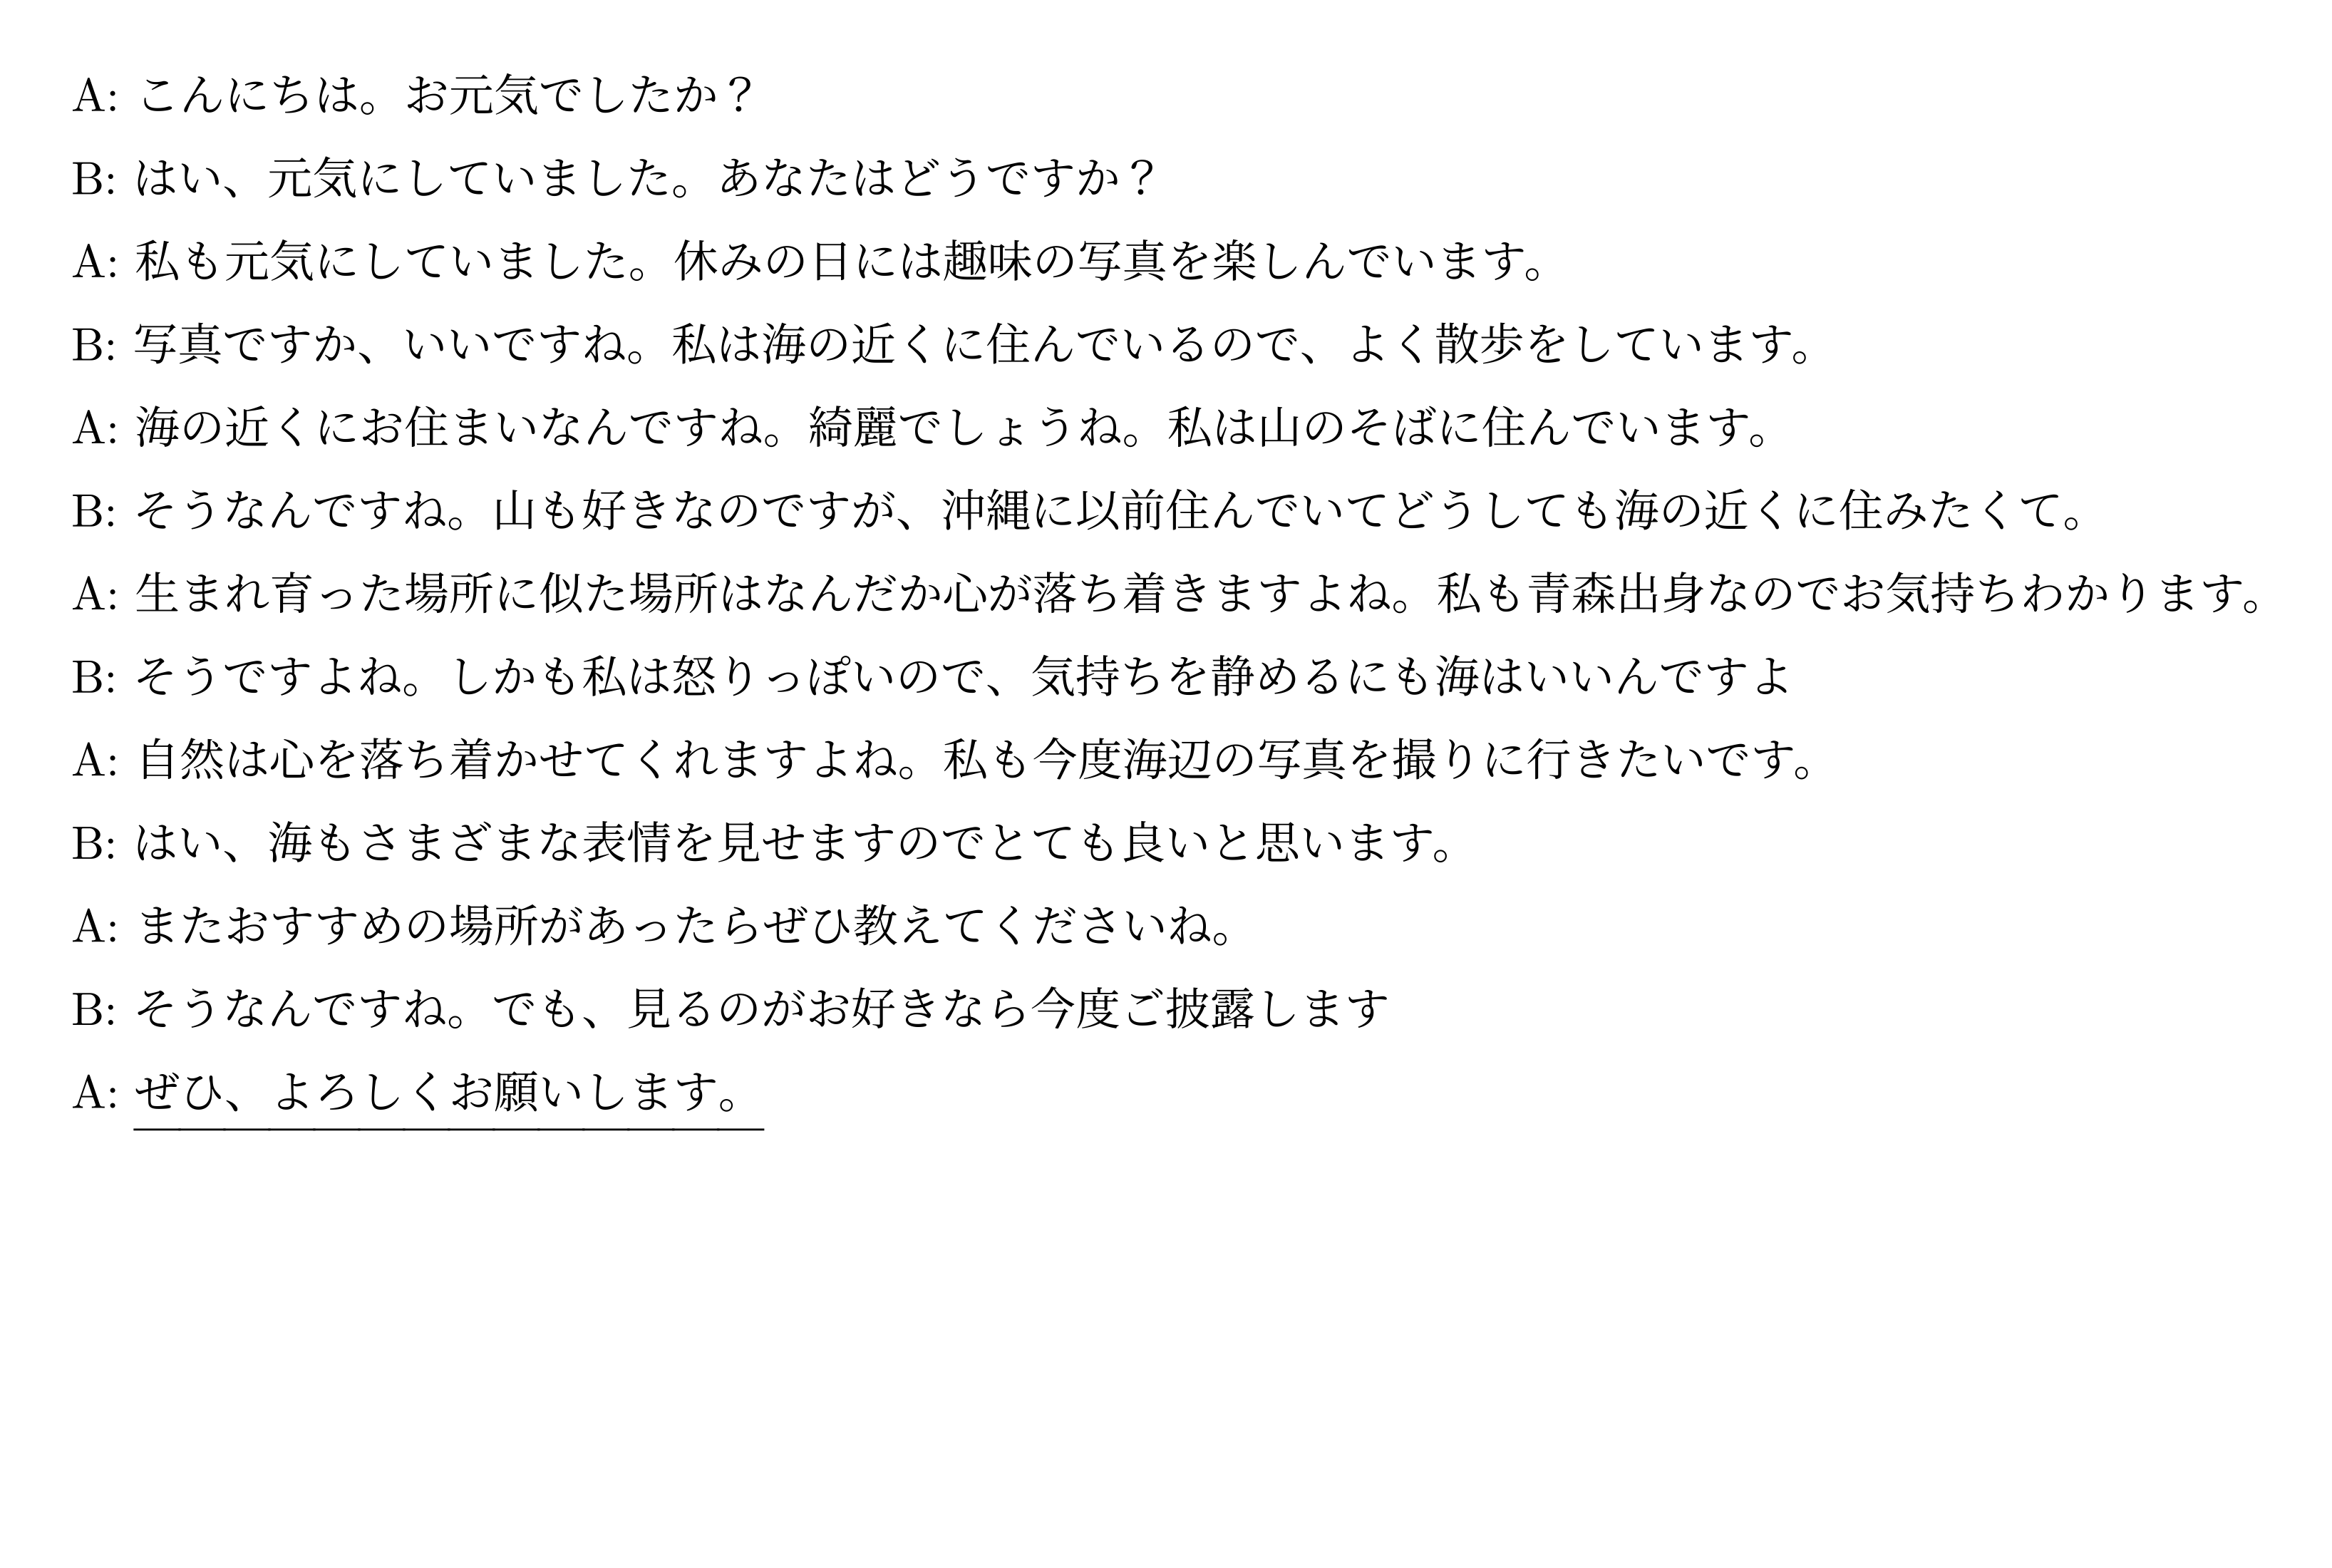 A: こんにちは。お元気でしたか？
B: はい、元気にしていました。あなたはどうですか？
A: 私も元気にしていました。休みの日には趣味の写真を楽しんでいます。
B: 写真ですか、いいですね。私は海の近くに住んでいるので、よく散歩をしています。
A: 海の近くにお住まいなんですね。綺麗でしょうね。私は山のそばに住んでいます。
B: そうなんですね。山も好きなのですが、沖縄に以前住んでいてどうしても海の近くに住みたくて。
A: 生まれ育った場所に似た場所はなんだか心が落ち着きますよね。私も青森出身なのでお気持ちわかります。
B: そうですよね。しかも私は怒りっぽいので、気持ちを静めるにも海はいいんですよ
A: 自然は心を落ち着かせてくれますよね。私も今度海辺の写真を撮りに行きたいです。
B: はい、海もさまざまな表情を見せますのでとても良いと思います。
A: またおすすめの場所があったらぜひ教えてくださいね。
B: そうなんですね。でも、見るのがお好きなら今度ご披露します
A: ぜひ、よろしくお願いします。